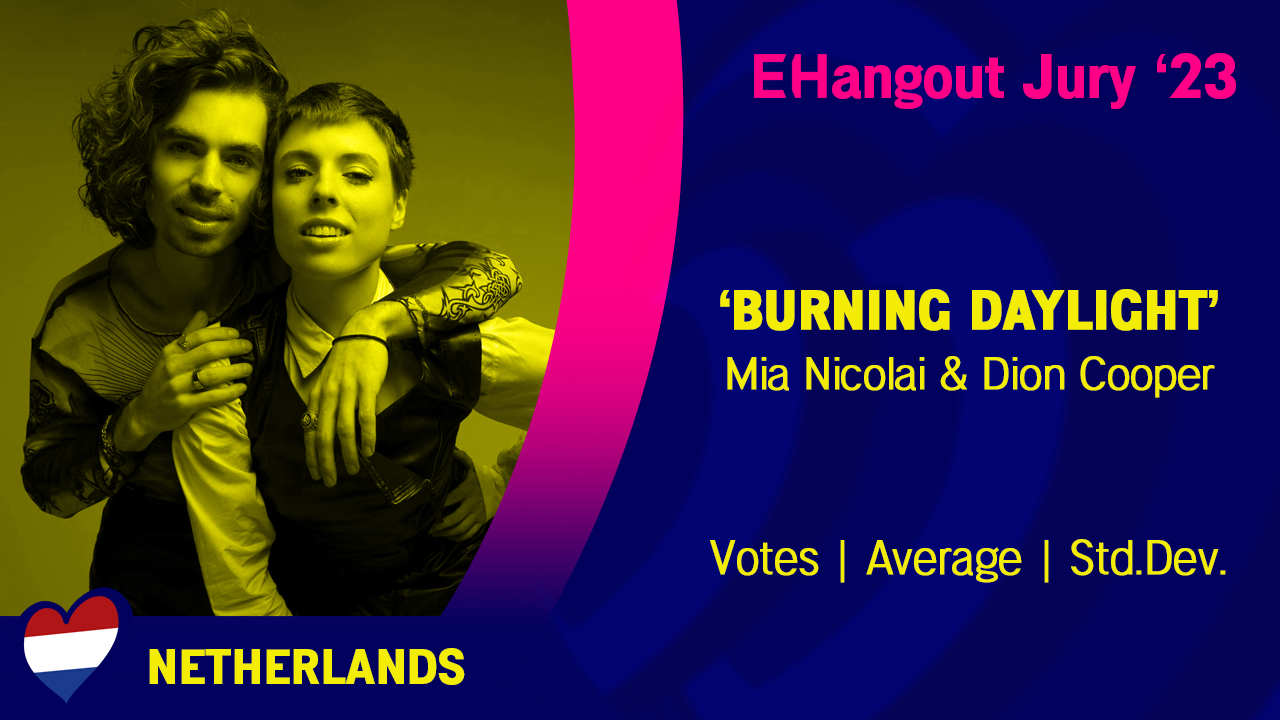 EHangout Jury ‘23
‘BURNING DAYLIGHT’
Mia Nicolai & Dion Cooper
Votes | Average | Std.Dev.
NETHERLANDS